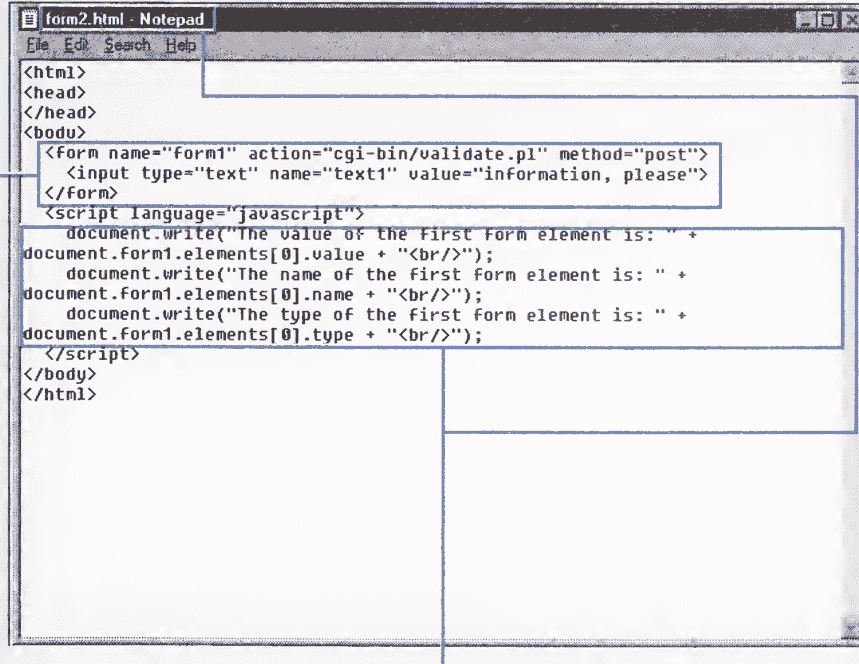 form2.html - Notepad
File Edit Search Help
<html>
<head>
</head>
<body>
<form name="form1" action="cgi-bin/validate.pl" method="post">
<input type="text" name="text1" value="information, please">
</form>
<script language="javascript">
document.write("The value of the first form element is: " +
document.form1.elements[0].value + "<br/>");
document.write("The name of the first form element is: " +
document.form1.elements[0].name + "<br/>");
document.write("The type of the first form element is: " +
document.form1.elements[0].type + "<br/>");
</script>
</body>
</html>